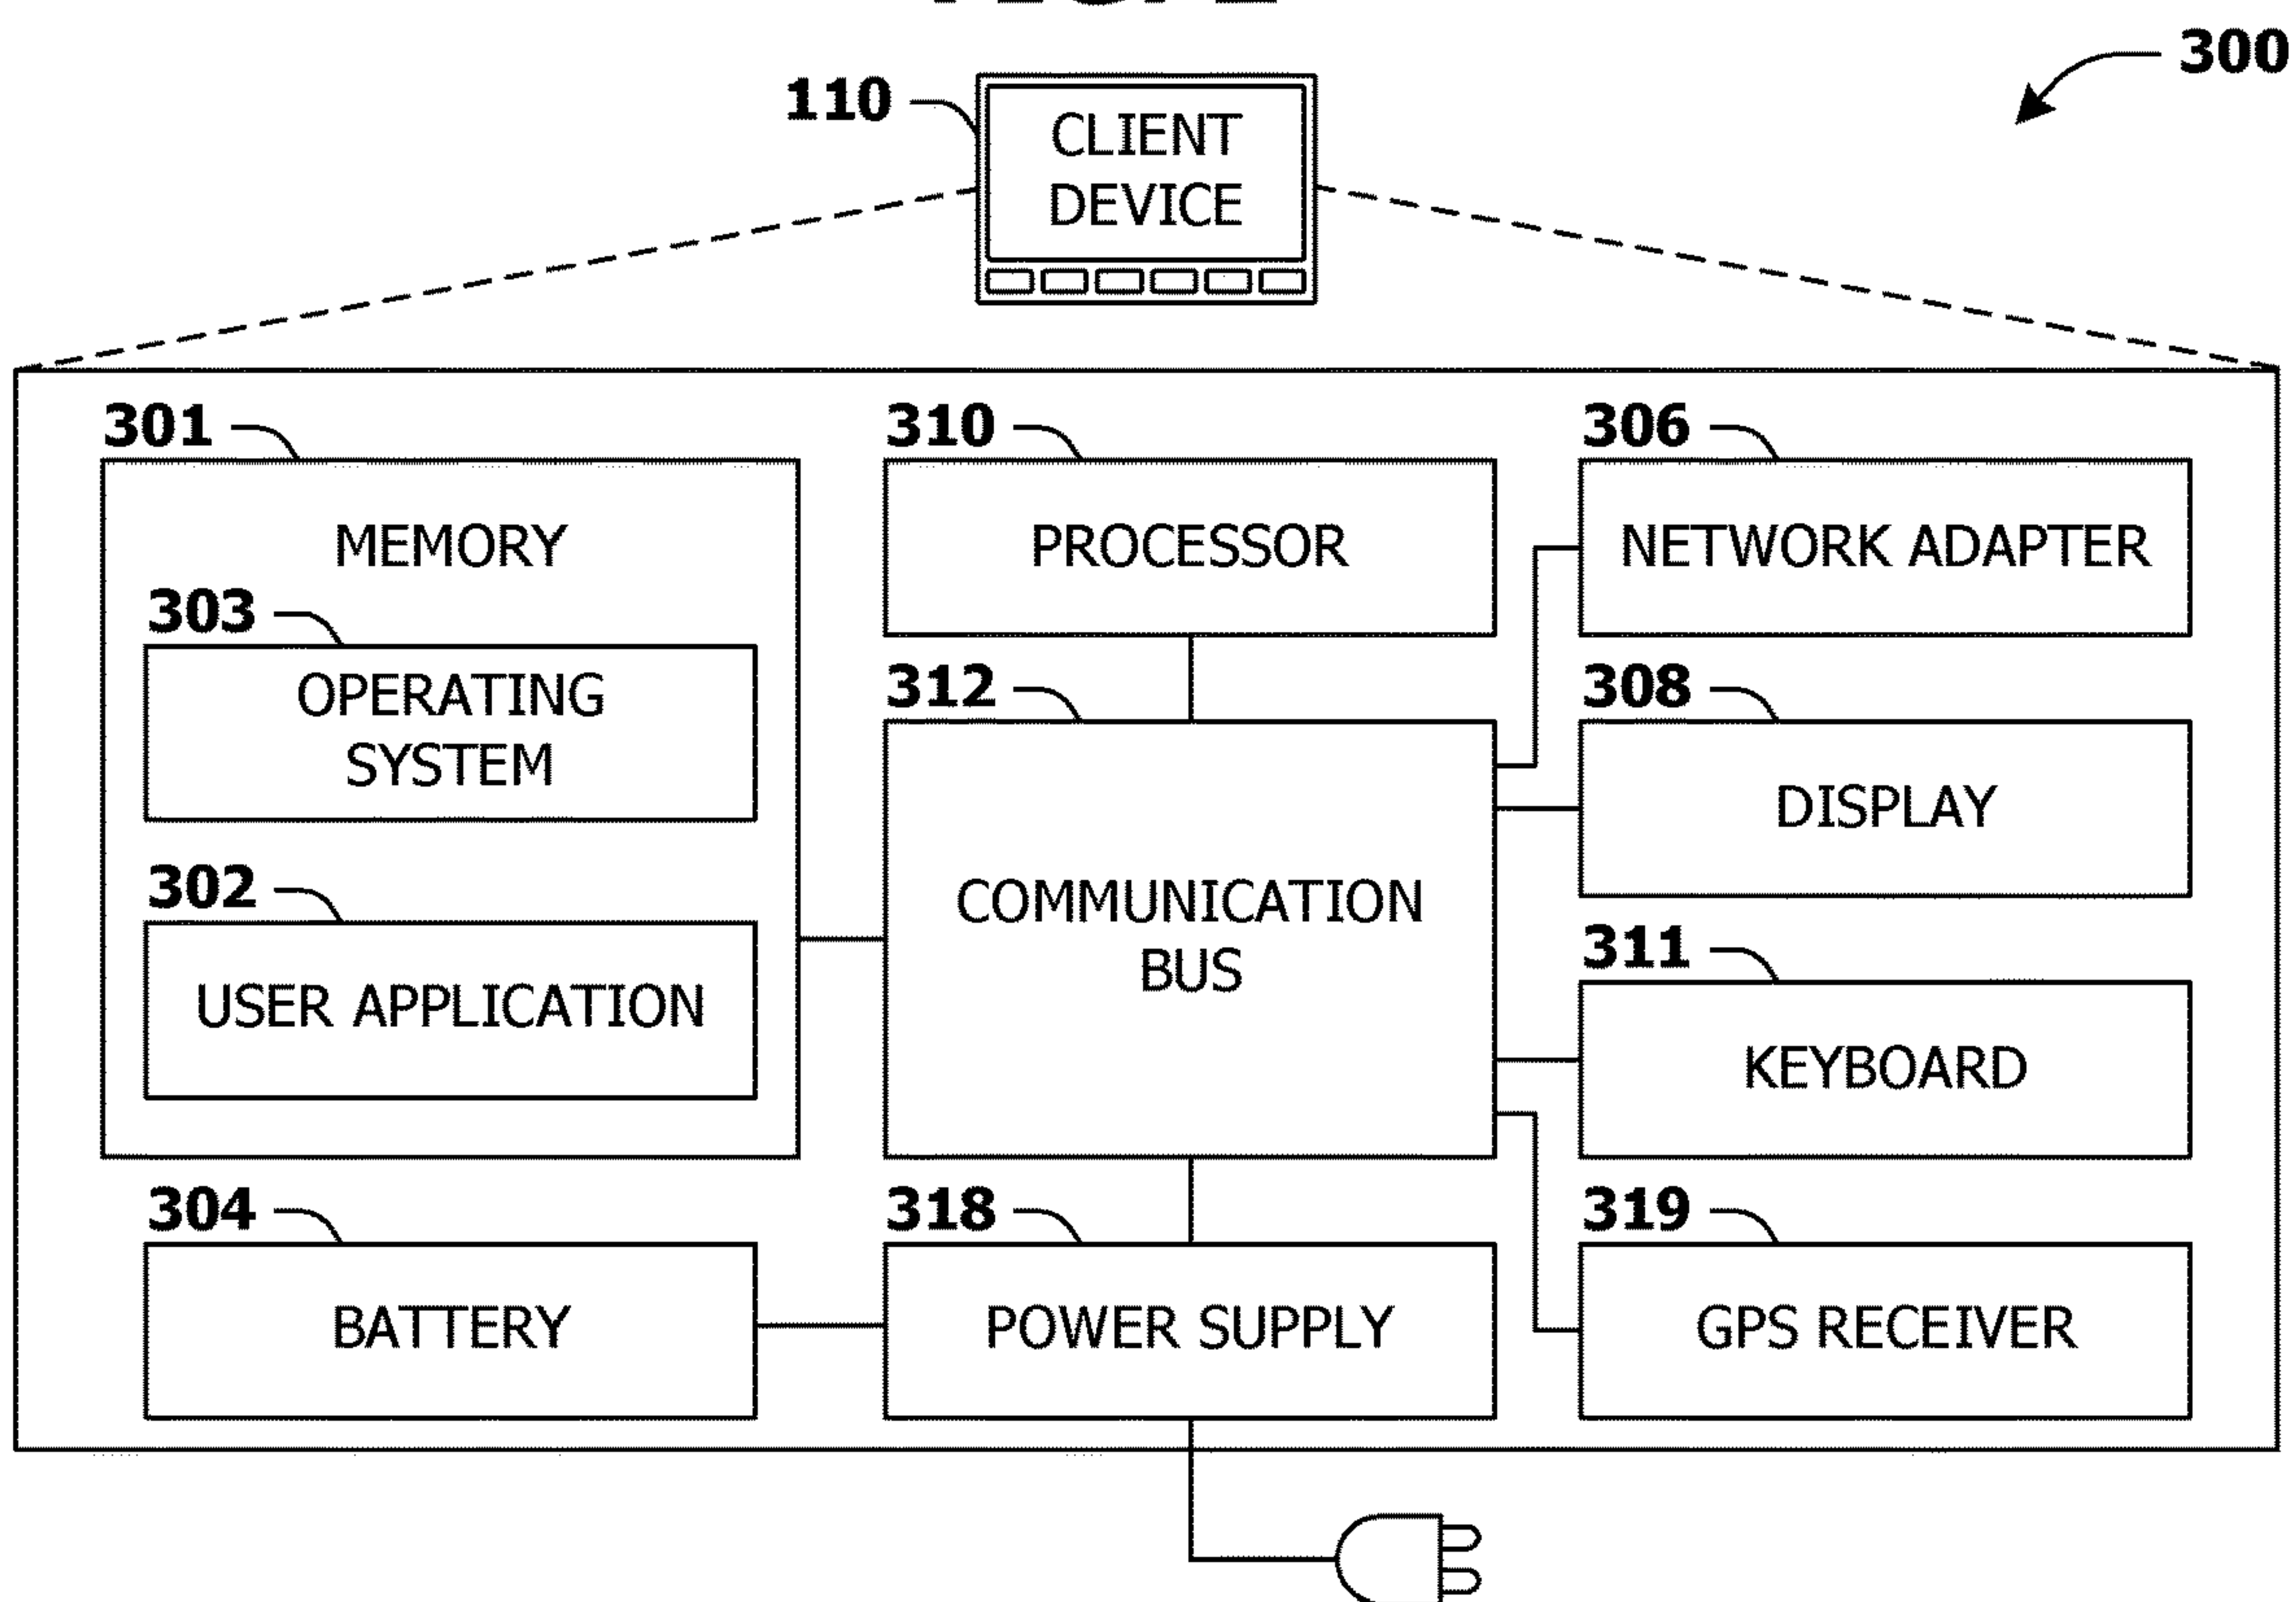 300
110
CLIENT
DEVICE
301
310
306
MEMORY
PROCESSOR
NETWORK ADAPTER
303
OPERATING
SYSTEM
312
308
COMMUNICATION
BUS
DISPLAY
302
USER APPLICATION
311
KEYBOARD
304
318
319
BATTERY
POWER SUPPLY
GPS RECEIVER